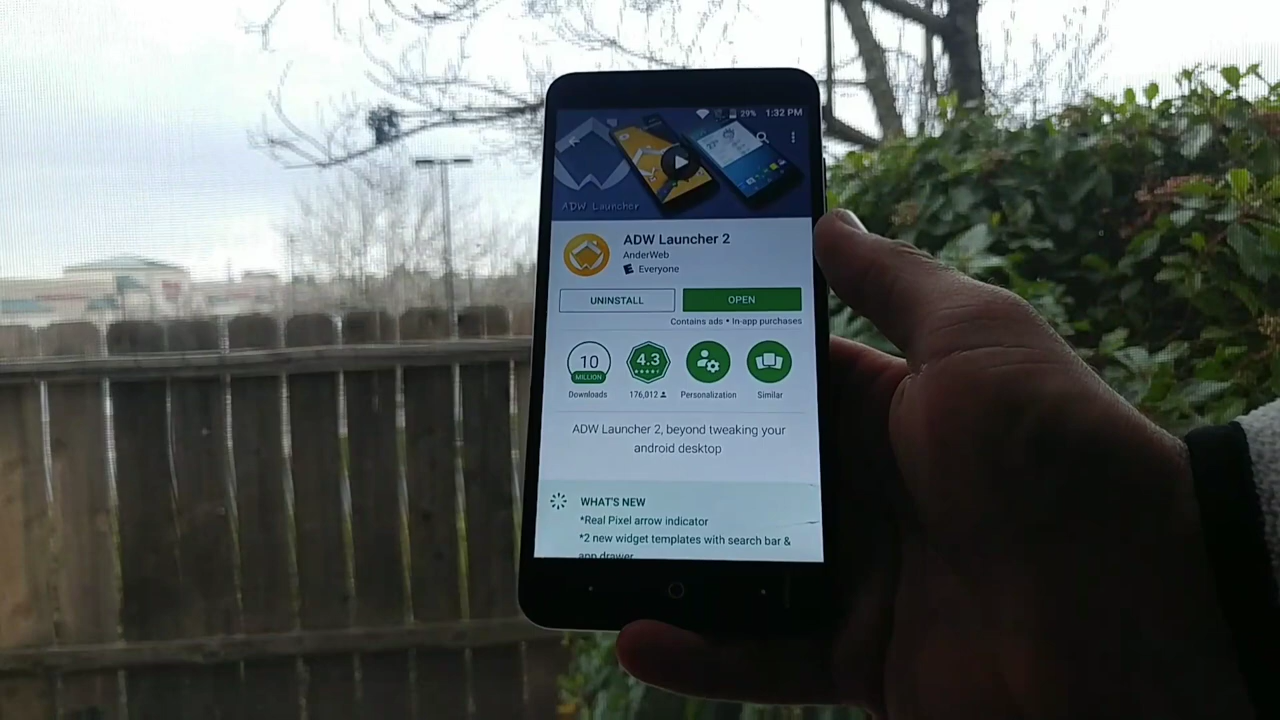 29% 1:32 PM
ADW Launcher
ADW Launcher 2
AnderWeb
Everyone
UNINSTALL OPEN
Contains ads • In-app purchases
10 4.3
MILLION
Downloads 176,012 Personalization Similar
ADW Launcher 2, beyond tweaking your
android desktop
WHAT'S NEW
*Real Pixel arrow indicator
*2 new widget templates with search bar &
app drawer